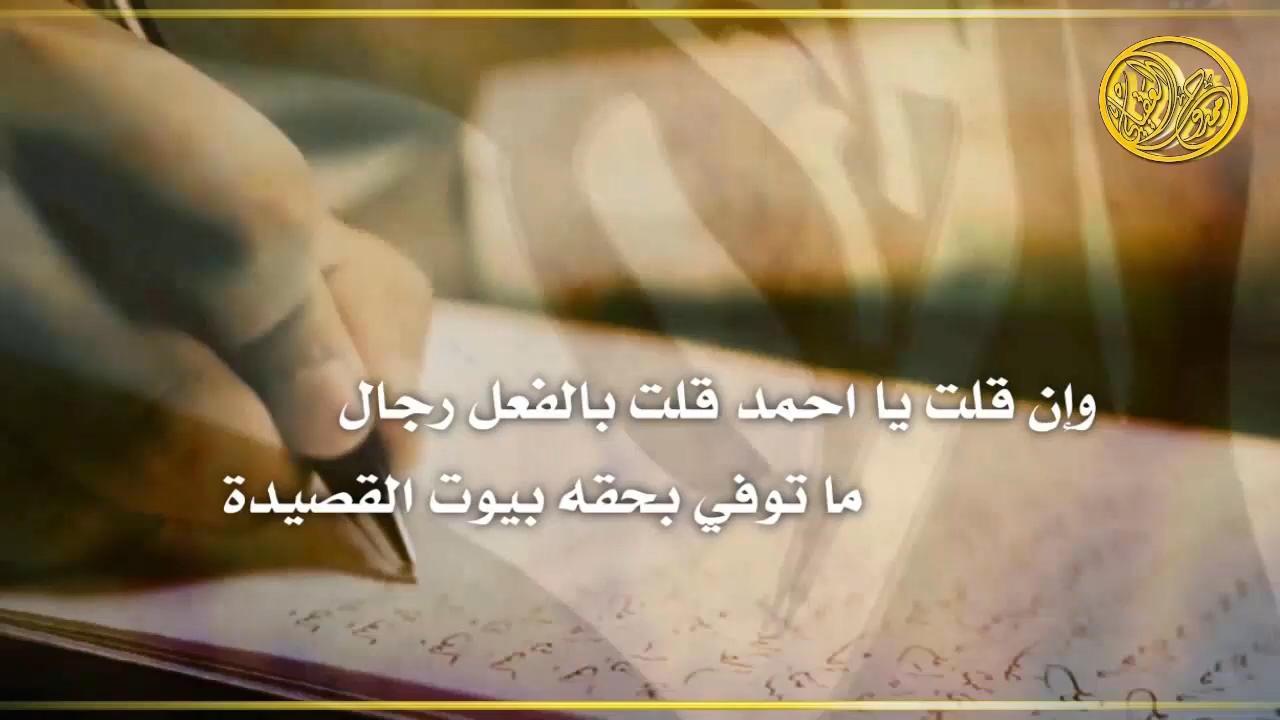 وإن قلت يا احمد قلت بالفعل رجال
ما توفي بحقه بيوت القصيدة